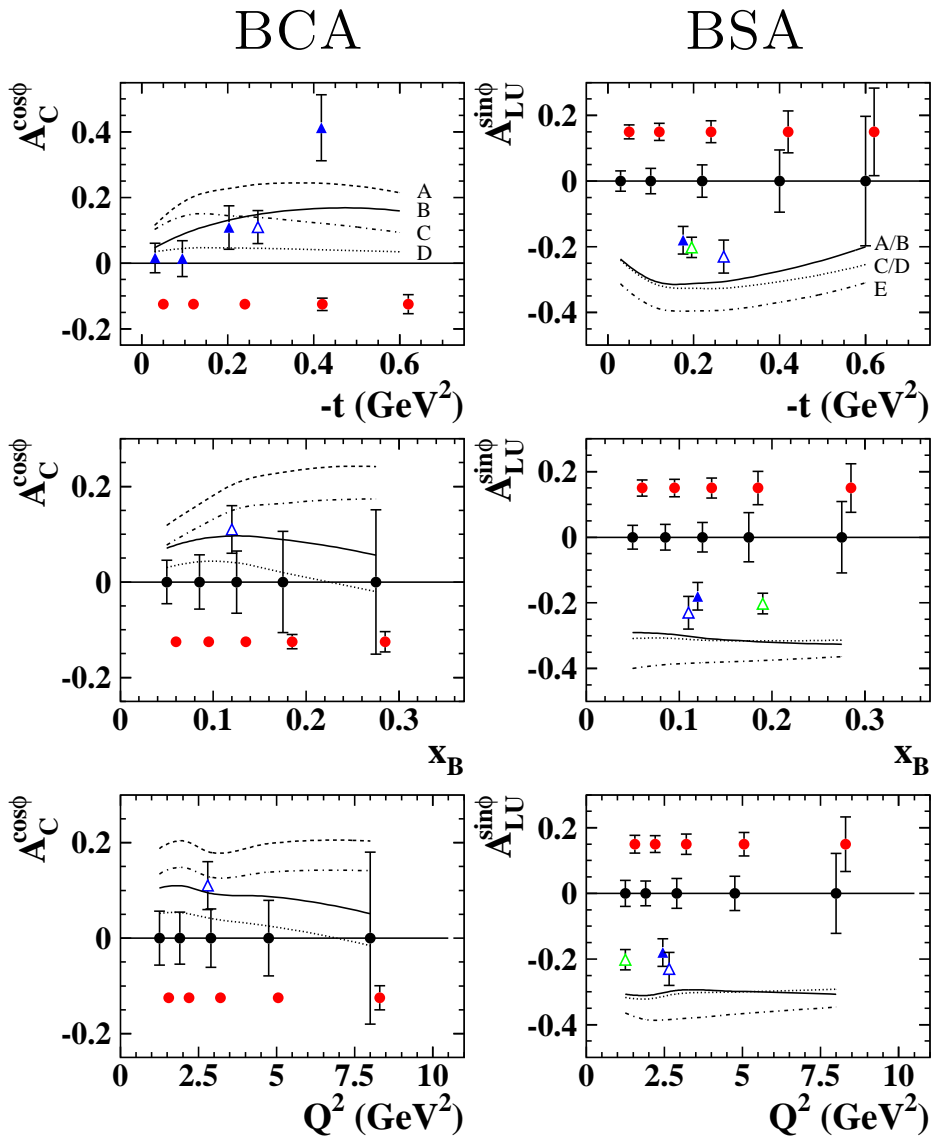 BCA BSA
A_C^cosϕ
0.4
0.2
0
-0.2
A
B
C
D
0 0.2 0.4 0.6
-t (GeV²)
A_LU^sinϕ
0.2
0
-0.2
-0.4
A/B
C/D
E
0 0.2 0.4 0.6
-t (GeV²)
A_C^cosϕ
0.2
0
-0.2
0 0.1 0.2 0.3
x_B
A_LU^sinϕ
0.2
0
-0.2
-0.4
0 0.1 0.2 0.3
x_B
A_C^cosϕ
0.2
0
-0.2
0 2.5 5 7.5 10
Q² (GeV²)
A_LU^sinϕ
0.2
0
-0.2
-0.4
0 2.5 5 7.5 10
Q² (GeV²)